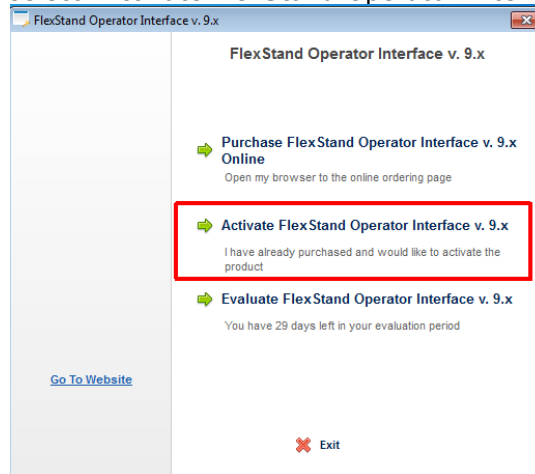 FlexStand Operator Interface v. 9.x
FlexStand Operator Interface v. 9.x
Purchase FlexStand Operator Interface v. 9.x
Online
Open my browser to the online ordering page
Activate FlexStand Operator Interface v. 9.x
I have already purchased and would like to activate the
product
Evaluate FlexStand Operator Interface v. 9.x
You have 29 days left in your evaluation period
Go To Website
Exit